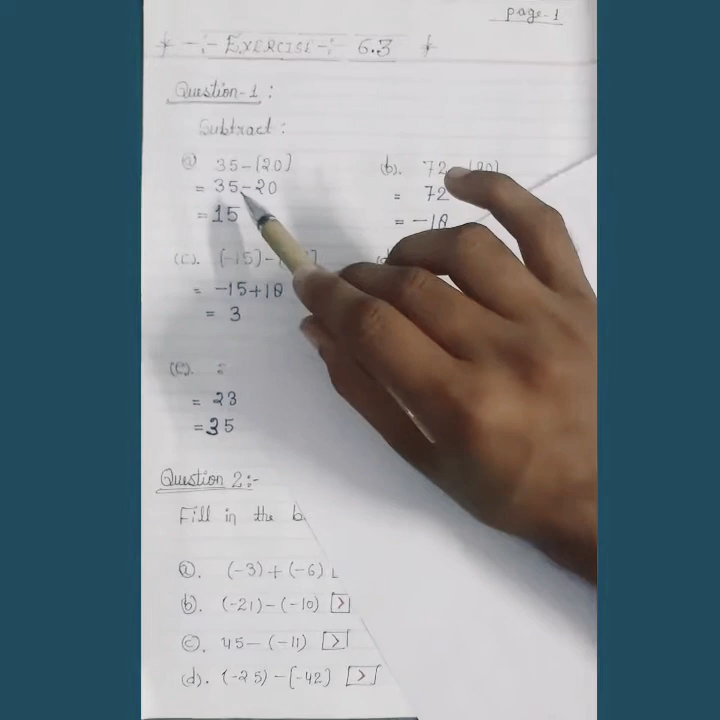 page-1
* -:- EXERCISE -:- 6.3 *
Question-1 :
Subtract :
(a) 35-(20)
= 35-20
= 15
(b). 72
= 72
= -18
(c). (-15)-(
= -15+18
= 3
(e).
= 23
= 35
Question 2:-
Fill in the
(a). (-3)+(-6)
(b). (-21)-(-10) [>]
(c). 45-(-11) [>]
(d). (-25)-[-42] [>]